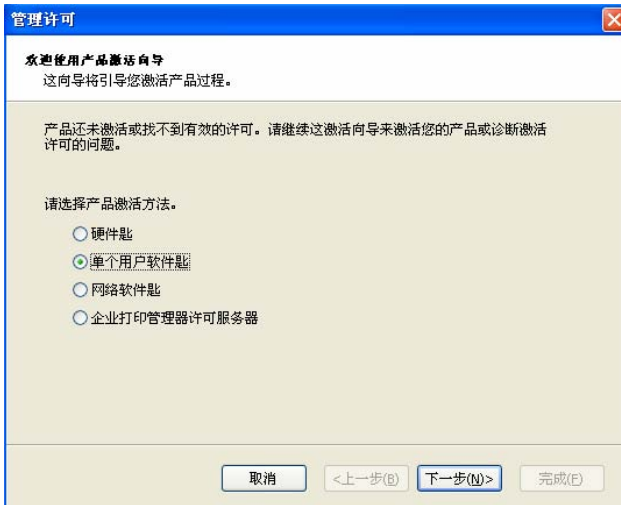 管理许可
欢迎使用产品激活向导
这向导将引导您激活产品过程。
产品还未激活或找不到有效的许可。请继续这激活向导来激活您的产品或诊断激活
许可的问题。
请选择产品激活方法。
硬件匙
单个用户软件匙
网络软件匙
企业打印管理器许可服务器
取消 <上一步(B) 下一步(N)> 完成(F)